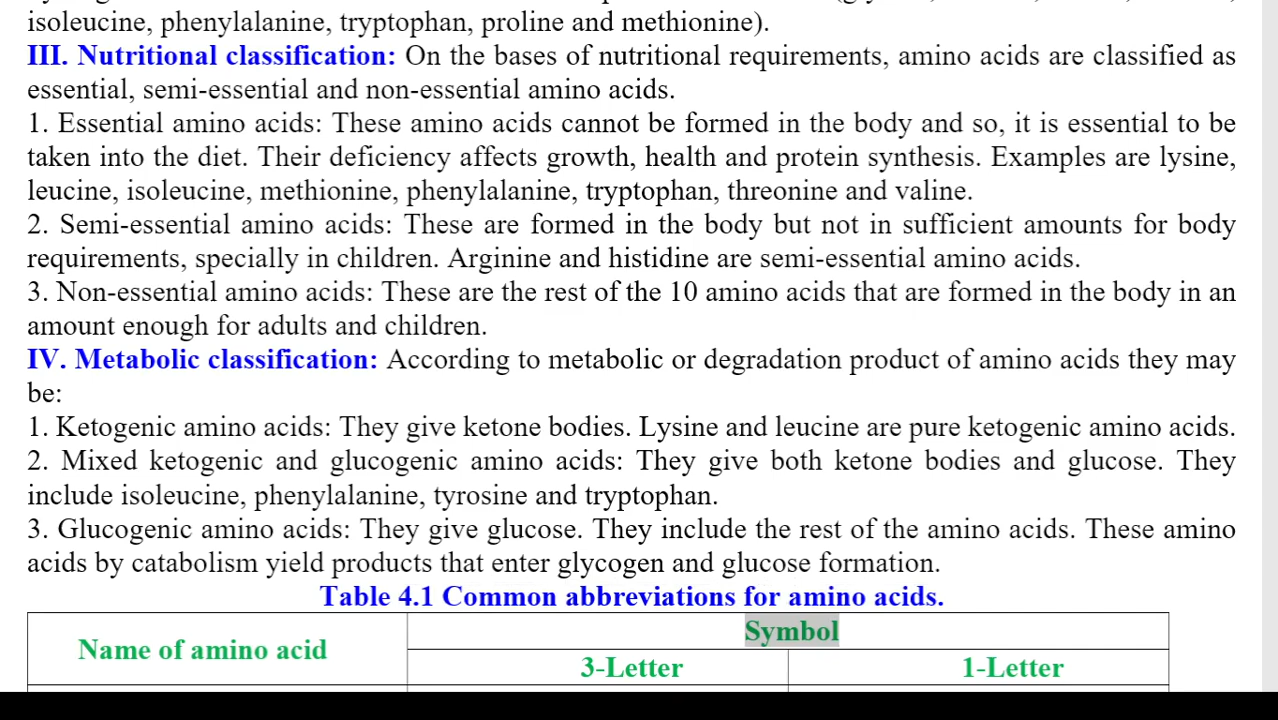 isoleucine, phenylalanine, tryptophan, proline and methionine).
III. Nutritional classification: On the bases of nutritional requirements, amino acids are classified as
essential, semi-essential and non-essential amino acids.
1. Essential amino acids: These amino acids cannot be formed in the body and so, it is essential to be
taken into the diet. Their deficiency affects growth, health and protein synthesis. Examples are lysine,
leucine, isoleucine, methionine, phenylalanine, tryptophan, threonine and valine.
2. Semi-essential amino acids: These are formed in the body but not in sufficient amounts for body
requirements, specially in children. Arginine and histidine are semi-essential amino acids.
3. Non-essential amino acids: These are the rest of the 10 amino acids that are formed in the body in an
amount enough for adults and children.
IV. Metabolic classification: According to metabolic or degradation product of amino acids they may
be:
1. Ketogenic amino acids: They give ketone bodies. Lysine and leucine are pure ketogenic amino acids.
2. Mixed ketogenic and glucogenic amino acids: They give both ketone bodies and glucose. They
include isoleucine, phenylalanine, tyrosine and tryptophan.
3. Glucogenic amino acids: They give glucose. They include the rest of the amino acids. These amino
acids by catabolism yield products that enter glycogen and glucose formation.
Table 4.1 Common abbreviations for amino acids.
Name of amino acid
Symbol
3-Letter
1-Letter